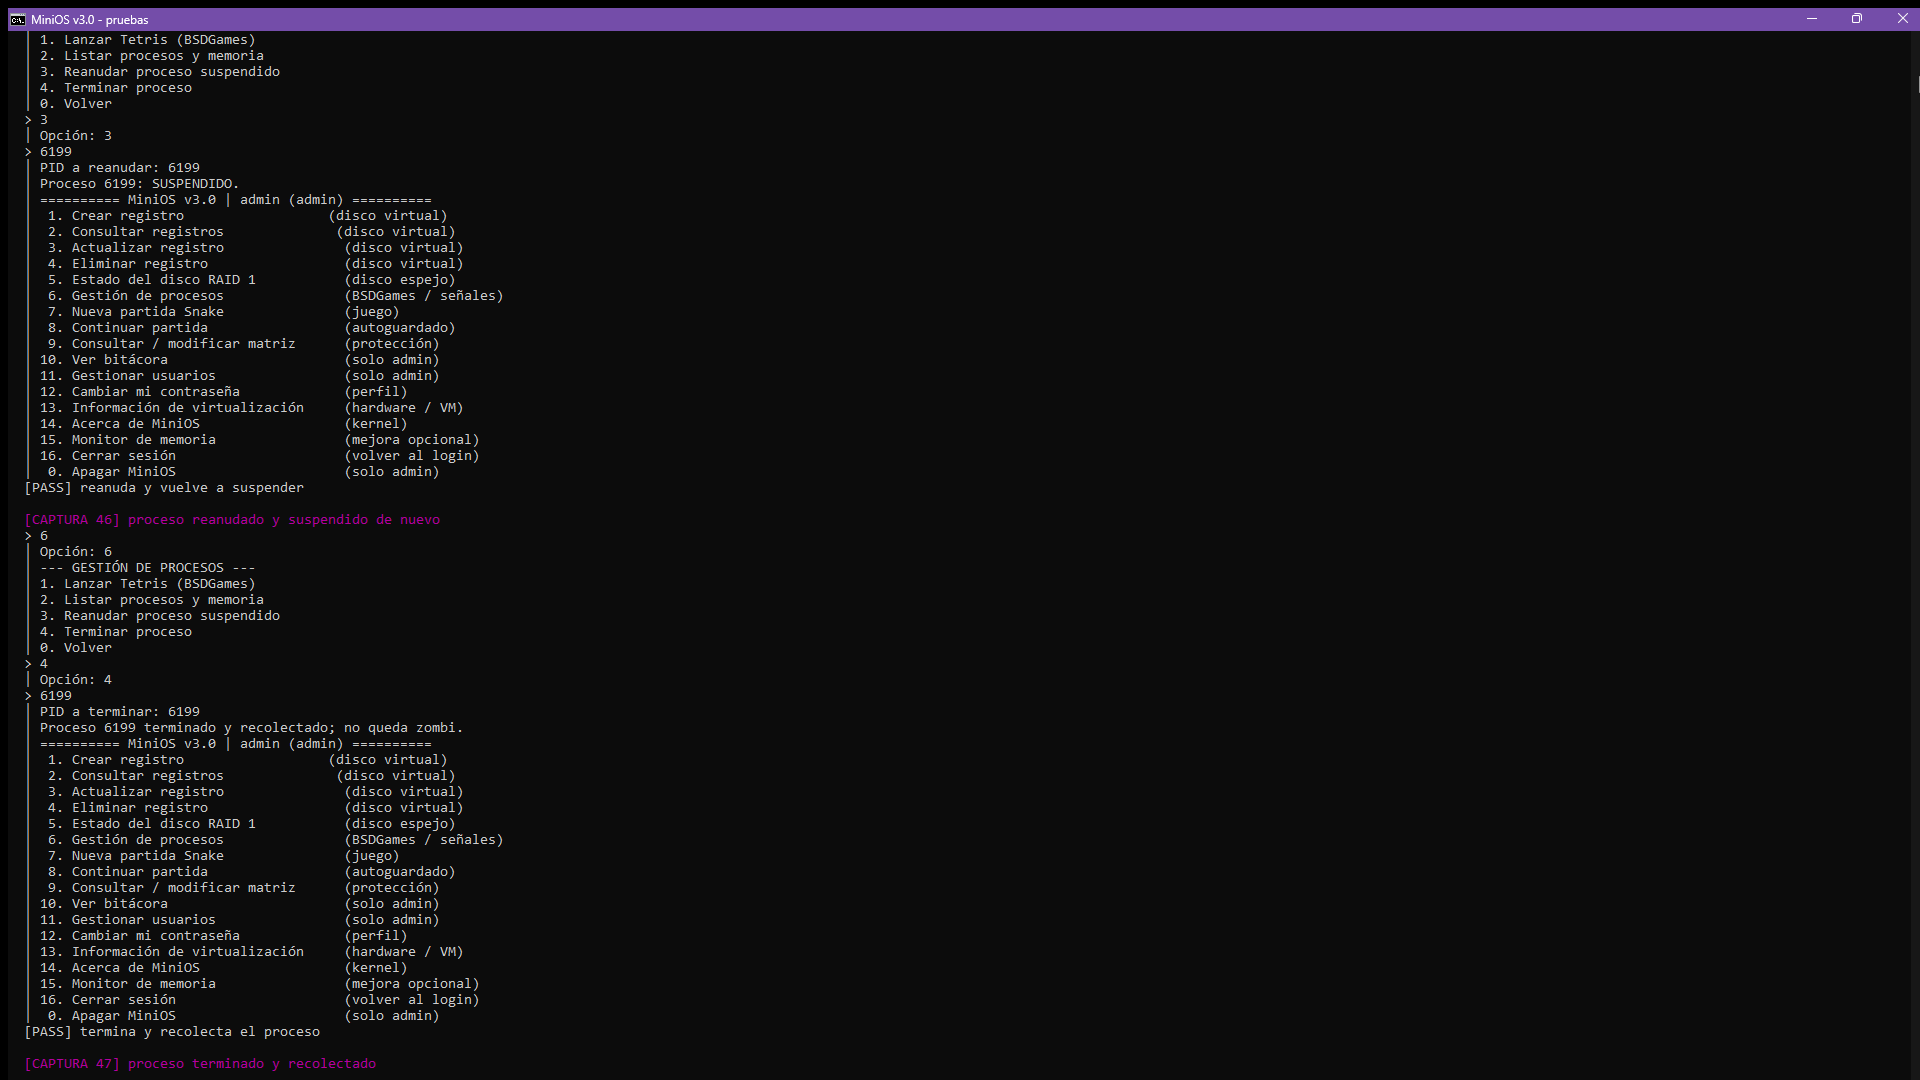 MiniOS v3.0 - pruebas
| 1. Lanzar Tetris (BSDGames)
| 2. Listar procesos y memoria
| 3. Reanudar proceso suspendido
| 4. Terminar proceso
| 0. Volver
> 3
| Opción: 3
> 6199
| PID a reanudar: 6199
| Proceso 6199: SUSPENDIDO.
| ========== MiniOS v3.0 | admin (admin) ==========
| 1. Crear registro (disco virtual)
| 2. Consultar registros (disco virtual)
| 3. Actualizar registro (disco virtual)
| 4. Eliminar registro (disco virtual)
| 5. Estado del disco RAID 1 (disco espejo)
| 6. Gestión de procesos (BSDGames / señales)
| 7. Nueva partida Snake (juego)
| 8. Continuar partida (autoguardado)
| 9. Consultar / modificar matriz (protección)
| 10. Ver bitácora (solo admin)
| 11. Gestionar usuarios (solo admin)
| 12. Cambiar mi contraseña (perfil)
| 13. Información de virtualización (hardware / VM)
| 14. Acerca de MiniOS (kernel)
| 15. Monitor de memoria (mejora opcional)
| 16. Cerrar sesión (volver al login)
| 0. Apagar MiniOS (solo admin)
[PASS] reanuda y vuelve a suspender
[CAPTURA 46] proceso reanudado y suspendido de nuevo
> 6
| Opción: 6
| --- GESTIÓN DE PROCESOS ---
| 1. Lanzar Tetris (BSDGames)
| 2. Listar procesos y memoria
| 3. Reanudar proceso suspendido
| 4. Terminar proceso
| 0. Volver
> 4
| Opción: 4
> 6199
| PID a terminar: 6199
| Proceso 6199 terminado y recolectado; no queda zombi.
| ========== MiniOS v3.0 | admin (admin) ==========
| 1. Crear registro (disco virtual)
| 2. Consultar registros (disco virtual)
| 3. Actualizar registro (disco virtual)
| 4. Eliminar registro (disco virtual)
| 5. Estado del disco RAID 1 (disco espejo)
| 6. Gestión de procesos (BSDGames / señales)
| 7. Nueva partida Snake (juego)
| 8. Continuar partida (autoguardado)
| 9. Consultar / modificar matriz (protección)
| 10. Ver bitácora (solo admin)
| 11. Gestionar usuarios (solo admin)
| 12. Cambiar mi contraseña (perfil)
| 13. Información de virtualización (hardware / VM)
| 14. Acerca de MiniOS (kernel)
| 15. Monitor de memoria (mejora opcional)
| 16. Cerrar sesión (volver al login)
| 0. Apagar MiniOS (solo admin)
[PASS] termina y recolecta el proceso
[CAPTURA 47] proceso terminado y recolectado